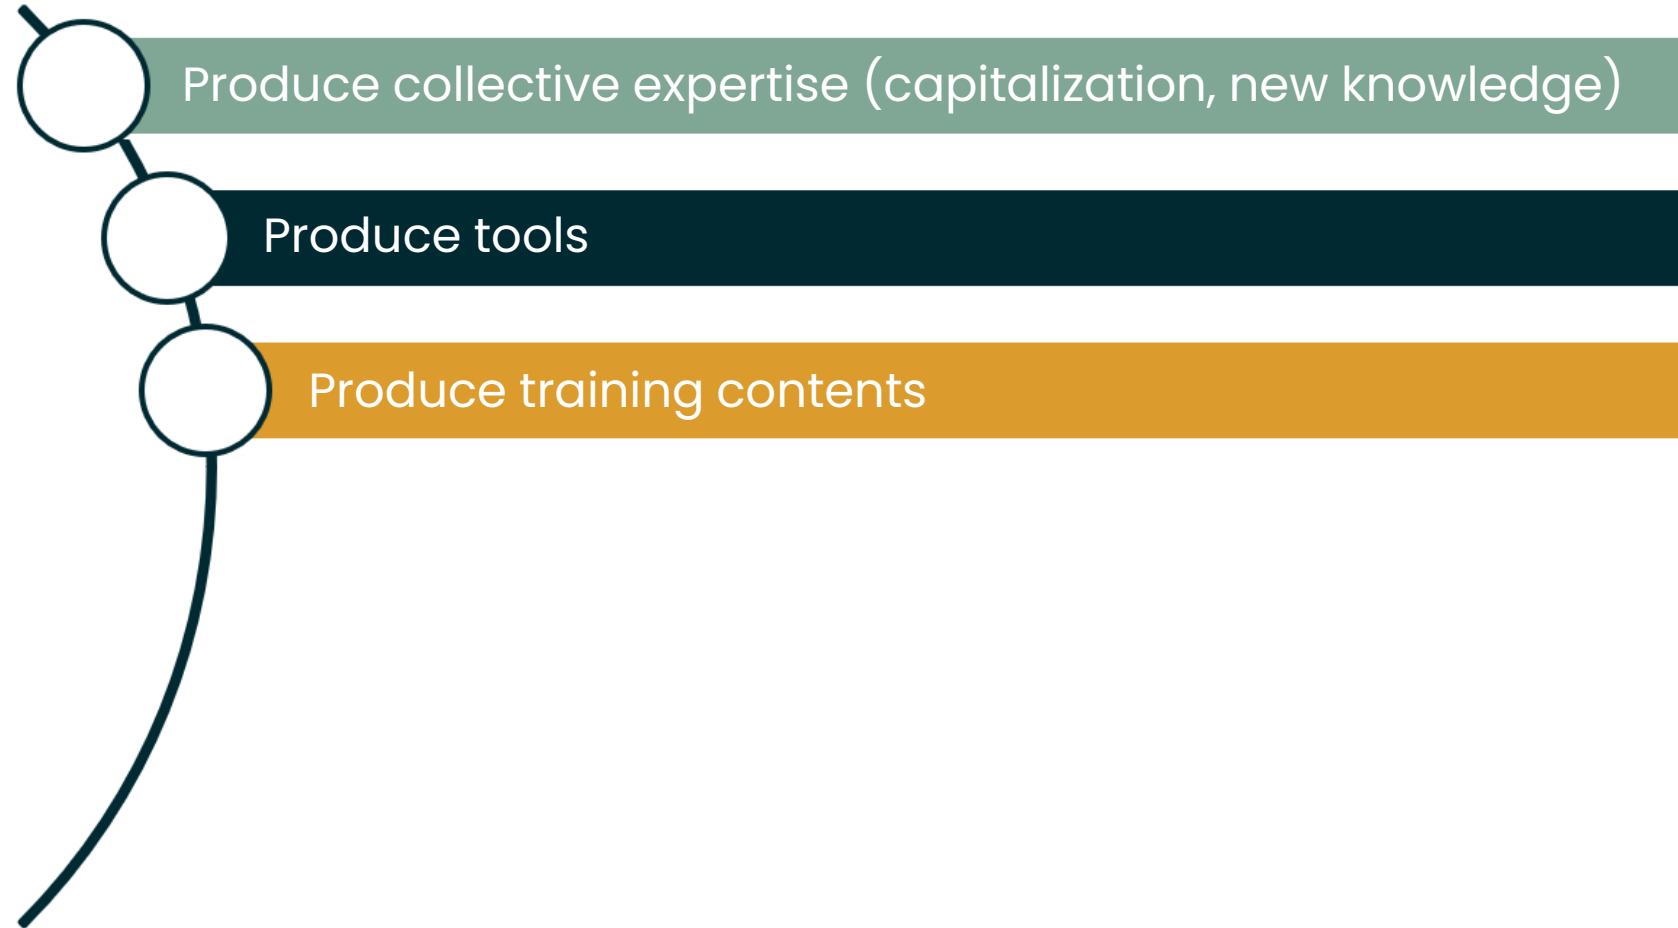 Produce collective expertise (capitalization, new knowledge)
Produce tools
Produce training contents